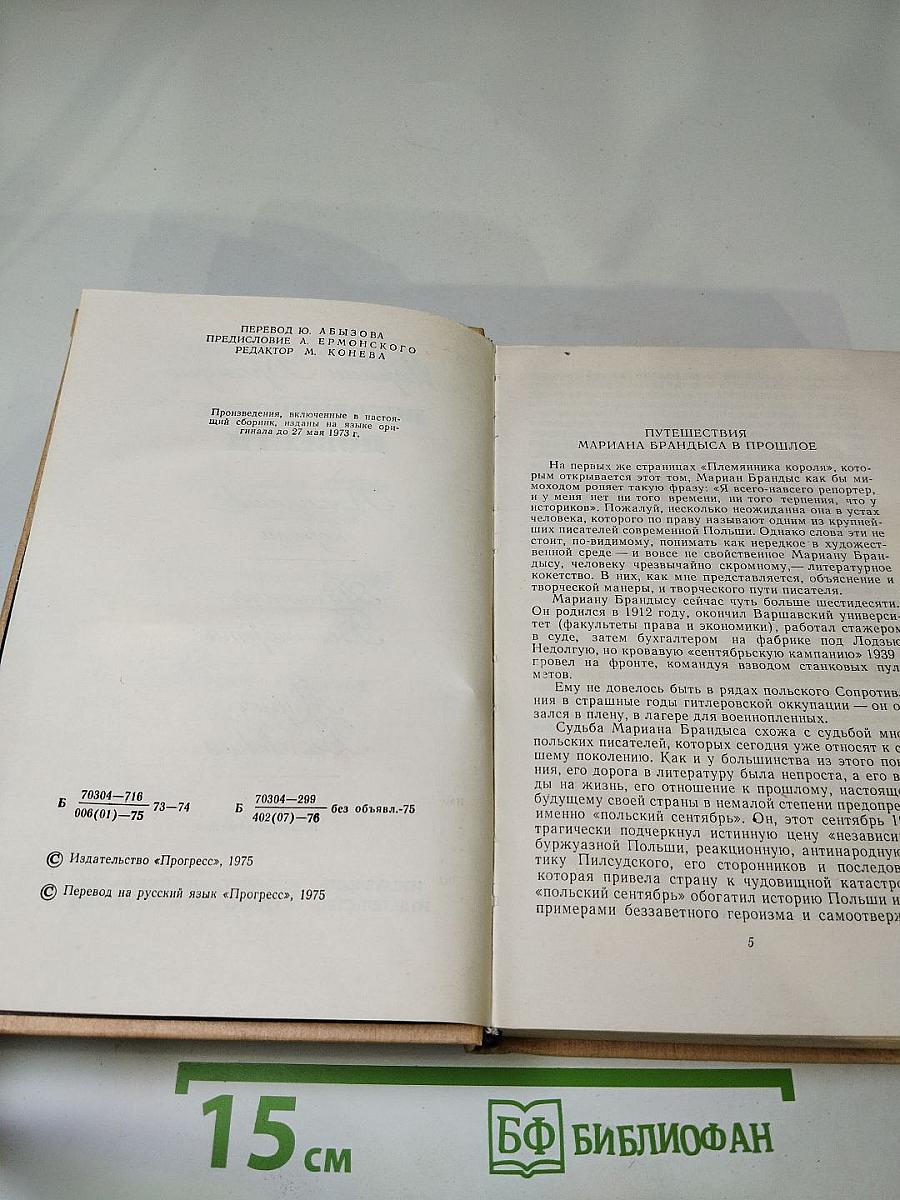 ПЕРЕВОД Ю. АБЫЗОВА
ПРЕДИСЛОВИЕ А. ЕРМОНСКОГО
РЕДАКТОР М. КОНЕВА
Произведения, включенные в настоя-
щий сборник, изданы на языке ори-
гинала до 27 мая 1973 г.
Б 70304—716 73—74 Б 70304—299 без объявл.-75
006(01)—75 402(07)—76
© Издательство «Прогресс», 1975
© Перевод на русский язык «Прогресс», 1975
ПУТЕШЕСТВИЯ
МАРИАНА БРАНДЫСА В ПРОШЛОЕ
На первых же страницах «Племянника короля», кото-
рым открывается этот том, Мариан Брандыс как бы ми-
моходом роняет такую фразу: «Я всего-навсего репортер,
и у меня нет ни того времени, ни того терпения, что у
историков». Пожалуй, несколько неожиданна она в устах
человека, которого по праву называют одним из крупней-
ших писателей современной Польши. Однако слова эти не
стоит, по-видимому, понимать как нередкое в художест-
венной среде — и вовсе не свойственное Мариану Бран-
дысу, человеку чрезвычайно скромному,— литературное
кокетство. В них, как мне представляется, объяснение и
творческой манеры, и творческого пути писателя.
Мариану Брандысу сейчас чуть больше шестидесяти.
Он родился в 1912 году, окончил Варшавский универси-
тет (факультеты права и экономики), работал стажером
в суде, затем бухгалтером на фабрике под Лодзью
Недолгую, но кровавую «сентябрьскую кампанию» 1939
провел на фронте, командуя взводом станковых пул
метов.
Ему не довелось быть в рядах польского Сопротив
ния в страшные годы гитлеровской оккупации — он о
зался в плену, в лагере для военнопленных.
Судьба Мариана Брандыса схожа с судьбой мно
польских писателей, которых сегодня уже относят к с
шему поколению. Как и у большинства из этого пок
ния, его дорога в литературу была непроста, а его в
ды на жизнь, его отношение к прошлому, настояще
будущему своей страны в немалой степени предопре
именно «польский сентябрь». Он, этот сентябрь 1
трагически подчеркнул истинную цену «независи
буржуазной Польши, реакционную, антинародную
тику Пилсудского, его сторонников и последов
которая привела страну к чудовищной катастро
«польский сентябрь» обогатил историю Польши и
примерами беззаветного героизма и самоотверж
5
15 см
БФ БИБЛИОФАН